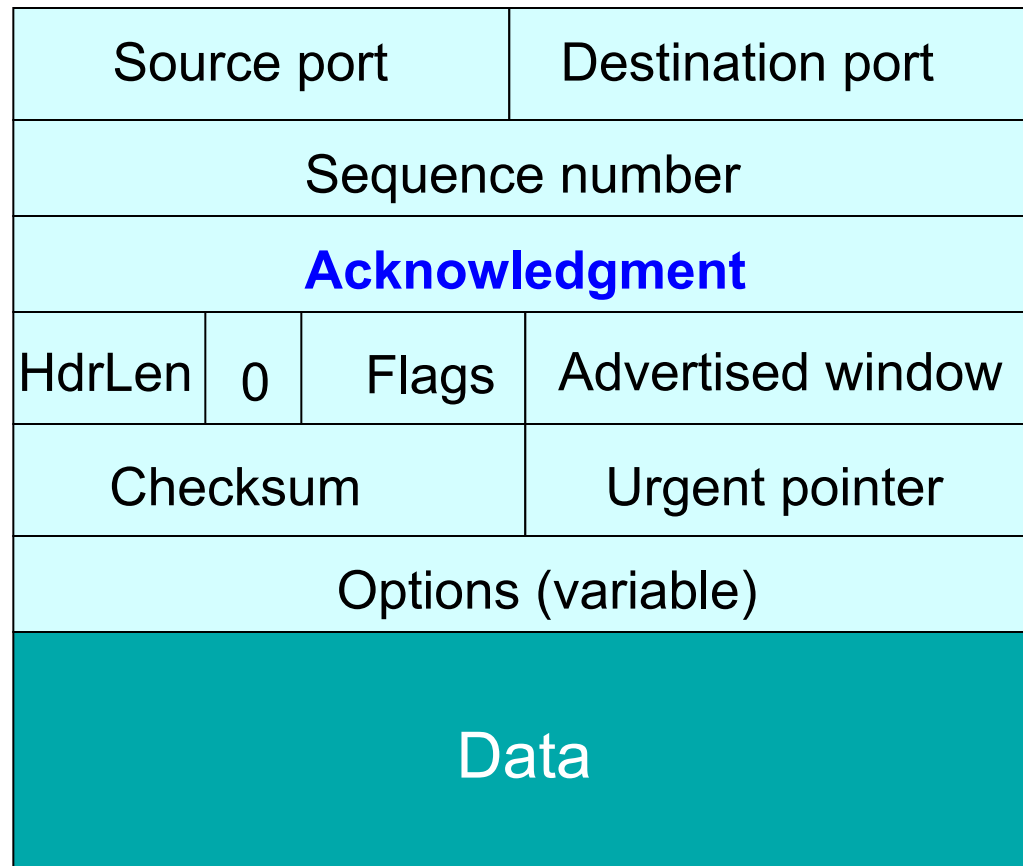 Source port Destination port
Sequence number
Acknowledgment
HdrLen 0 Flags Advertised window
Checksum Urgent pointer
Options (variable)
Data